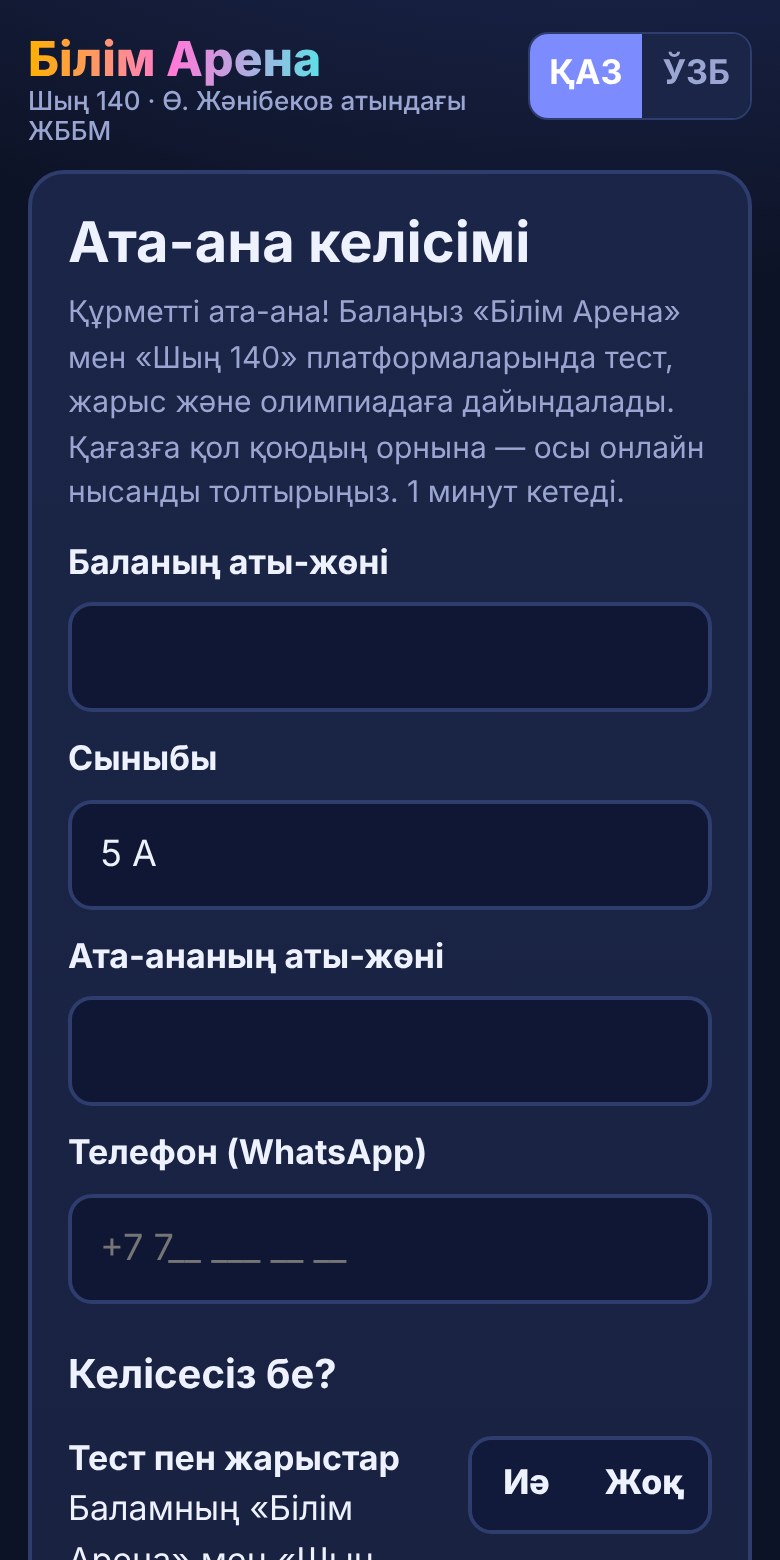 Білім Арена
ҚАЗ
ЎЗБ
Шың 140 · Ө. Жәнібеков атындағы
ЖББМ
Ата-ана келісімі
Құрметті ата-ана! Балаңыз «Білім Арена»
мен «Шың 140» платформаларында тест,
жарыс және олимпиадаға дайындалады.
Қағазға қол қоюдың орнына — осы онлайн
нысанды толтырыңыз. 1 минут кетеді.
Баланың аты-жөні
Сыныбы
5 А
Ата-ананың аты-жөні
Телефон (WhatsApp)
+7 7__ ___ __ __
Келісесіз бе?
Тест пен жарыстар
Иә
Жоқ
Баламның «Білім
Арена» мен «Шың